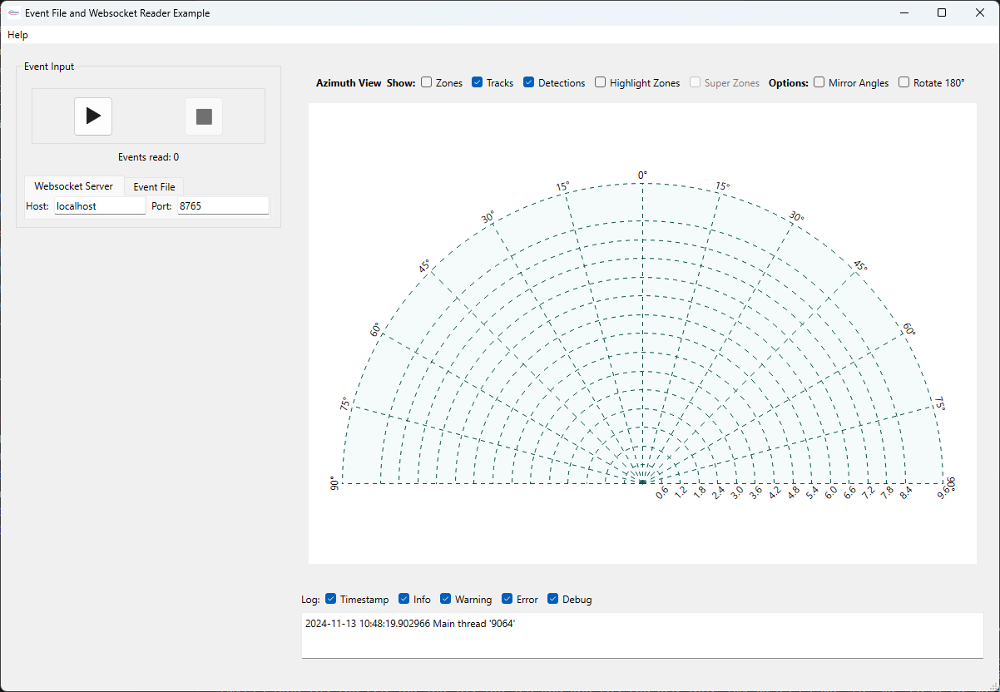 Event File and Websocket Reader Example
Help
Event Input
Events read: 0
Websocket Server Event File
Host: localhost Port: 8765
Azimuth View Show: Zones Tracks Detections Highlight Zones Super Zones Options: Mirror Angles Rotate 180°
0°
15° 15°
30° 30°
45° 45°
60° 60°
75° 75°
90° 90°
0.6 1.2 1.8 2.4 3.0 3.6 4.2 4.8 5.4 6.0 6.6 7.2 7.8 8.4 9.6
Log: Timestamp Info Warning Error Debug
2024-11-13 10:48:19.902966 Main thread '9064'